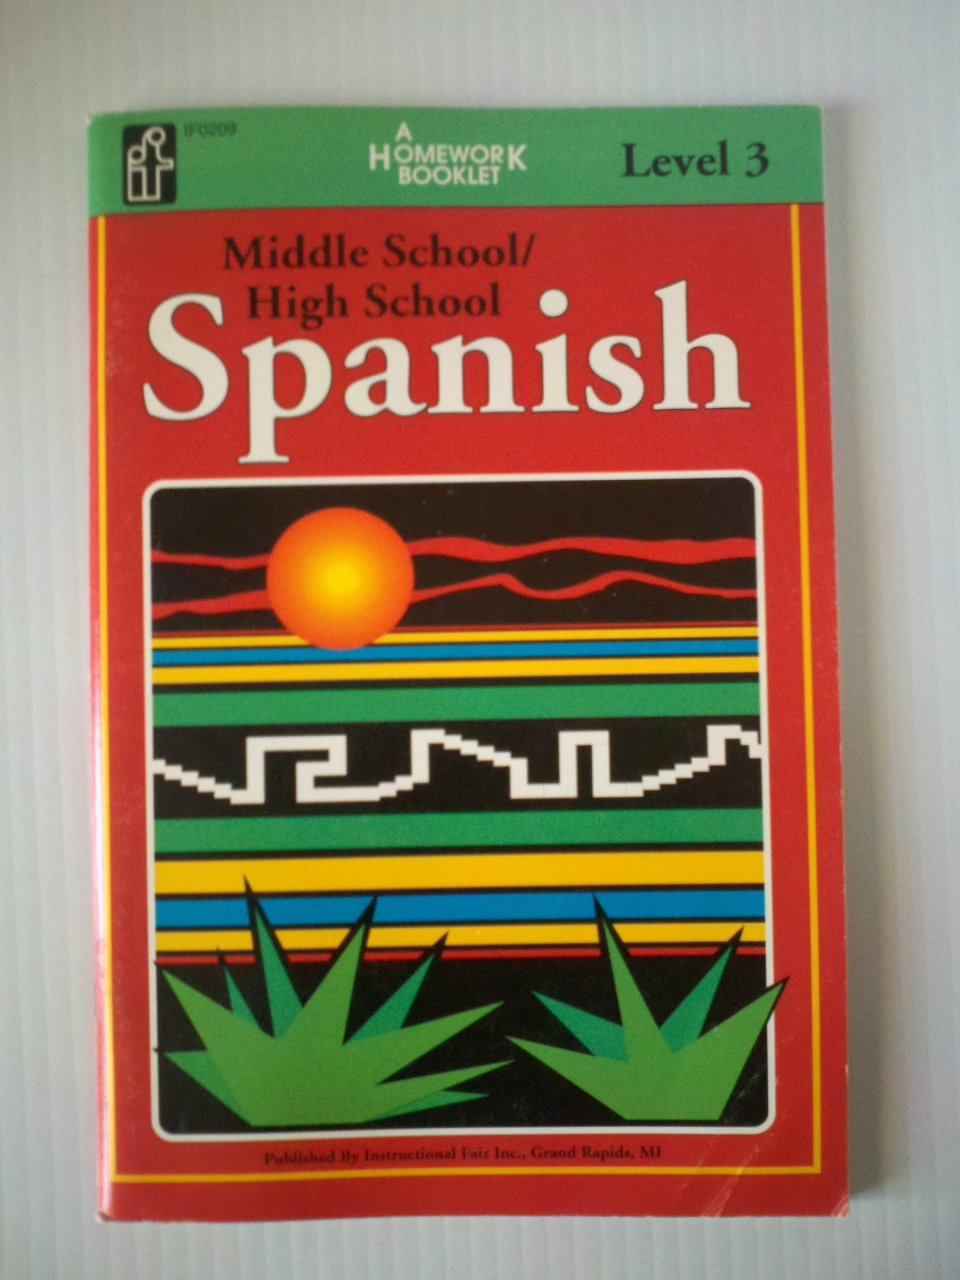 IF0209
A
HOMEWORK
BOOKLET
Level 3
Middle School/
High School
Spanish
Published By Instructional Fair Inc., Grand Rapids, MI